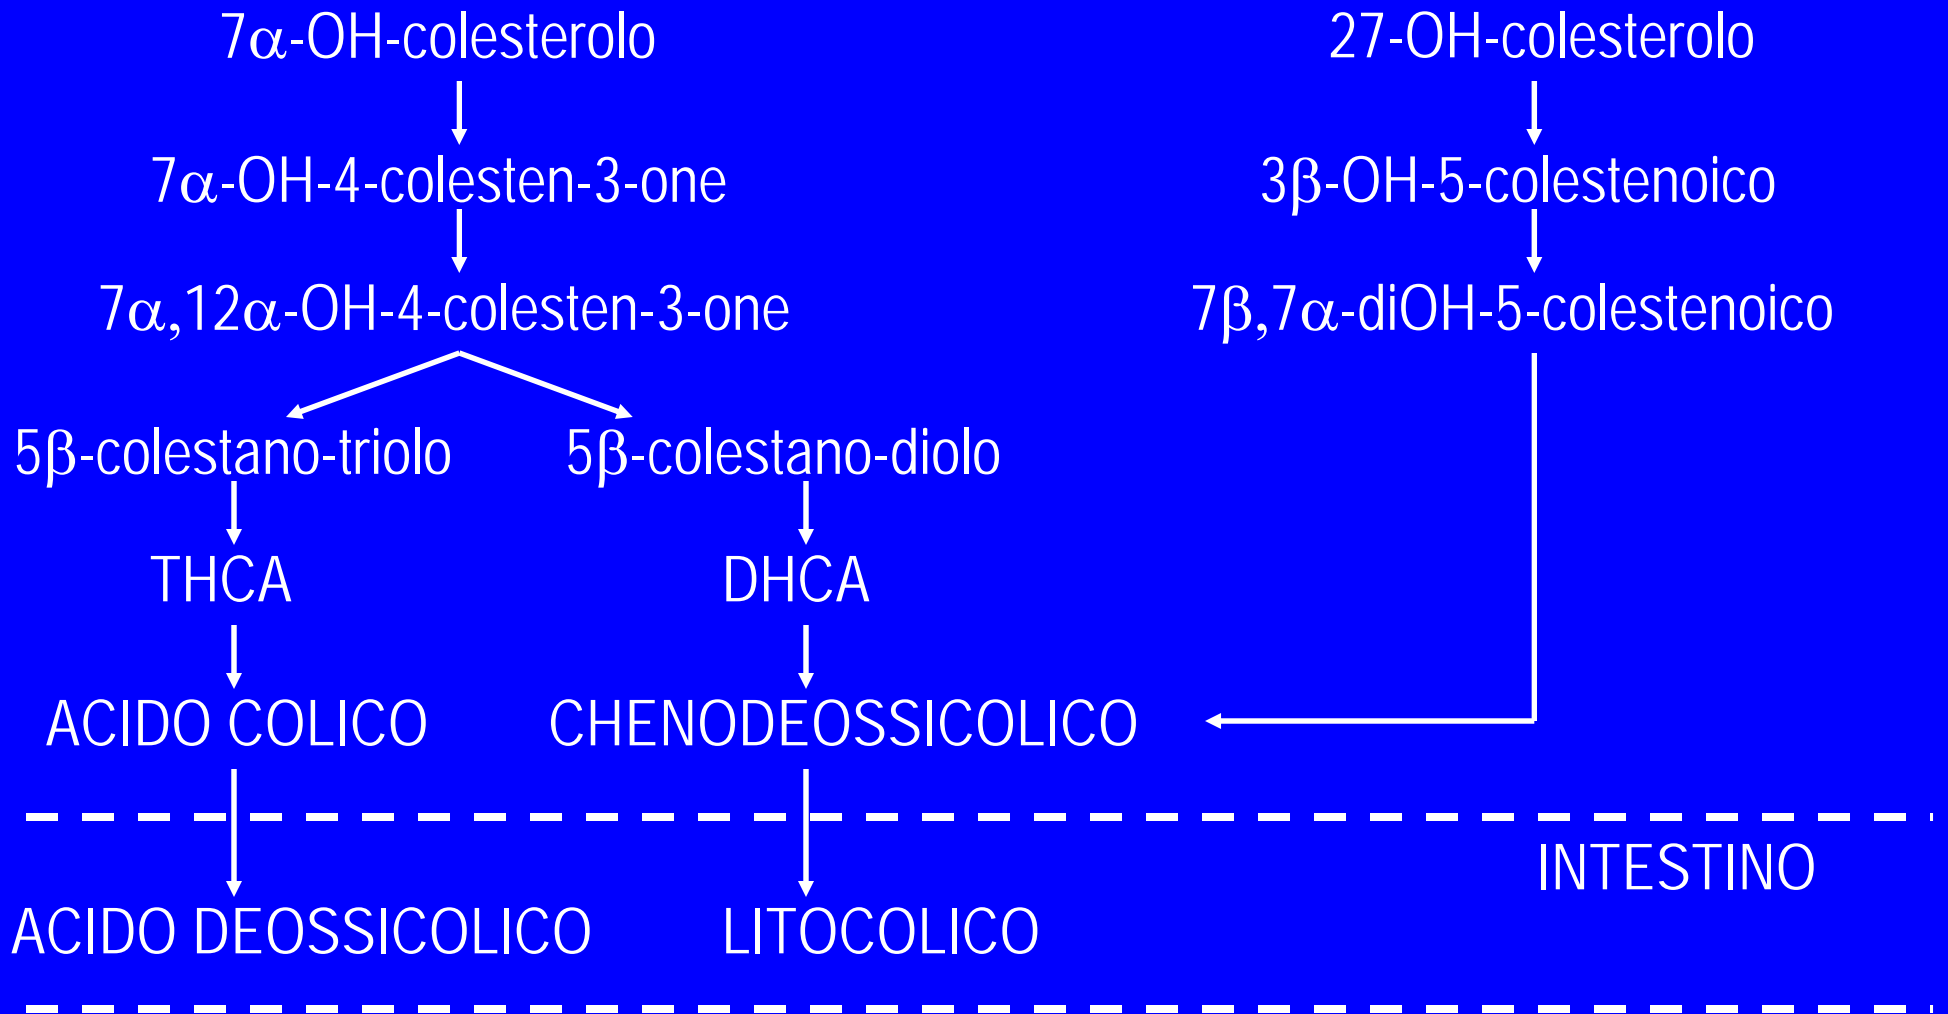 7α-OH-colesterolo
27-OH-colesterolo
7α-OH-4-colesten-3-one
3β-OH-5-colestenoico
7α,12α-OH-4-colesten-3-one
7β,7α-diOH-5-colestenoico
5β-colestano-triolo
5β-colestano-diolo
THCA
DHCA
ACIDO COLICO
CHENODEOSSICOLICO
INTESTINO
ACIDO DEOSSICOLICO
LITOCOLICO